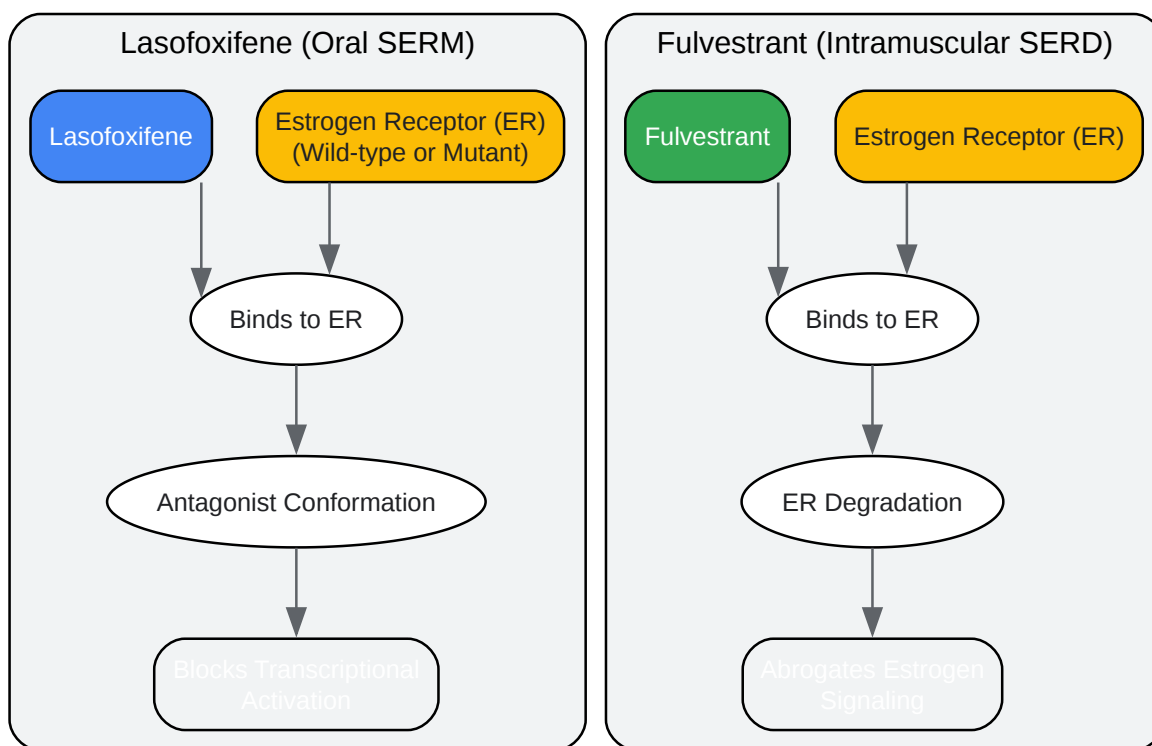 Lasofoxifene (Oral SERM)
Lasofoxifene
Estrogen Receptor (ER)
(Wild-type or Mutant)
Binds to ER
Antagonist Conformation
Blocks Transcriptional
Activation
Fulvestrant (Intramuscular SERD)
Fulvestrant
Estrogen Receptor (ER)
Binds to ER
ER Degradation
Abrogates Estrogen
Signaling